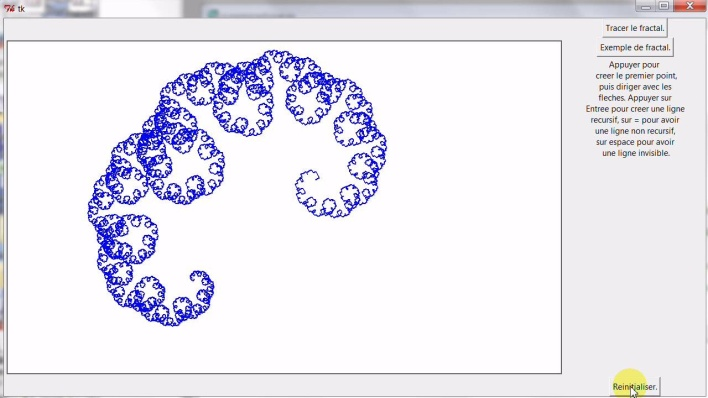 tk
Tracer le fractal.
Exemple de fractal.
Appuyer pour
creer le premier point,
puis diriger avec les
fleches. Appuyer sur
Entree pour creer une ligne
recursif, sur = pour avoir
une ligne non recursif,
sur espace pour avoir
une ligne invisible.
Reinitialiser.